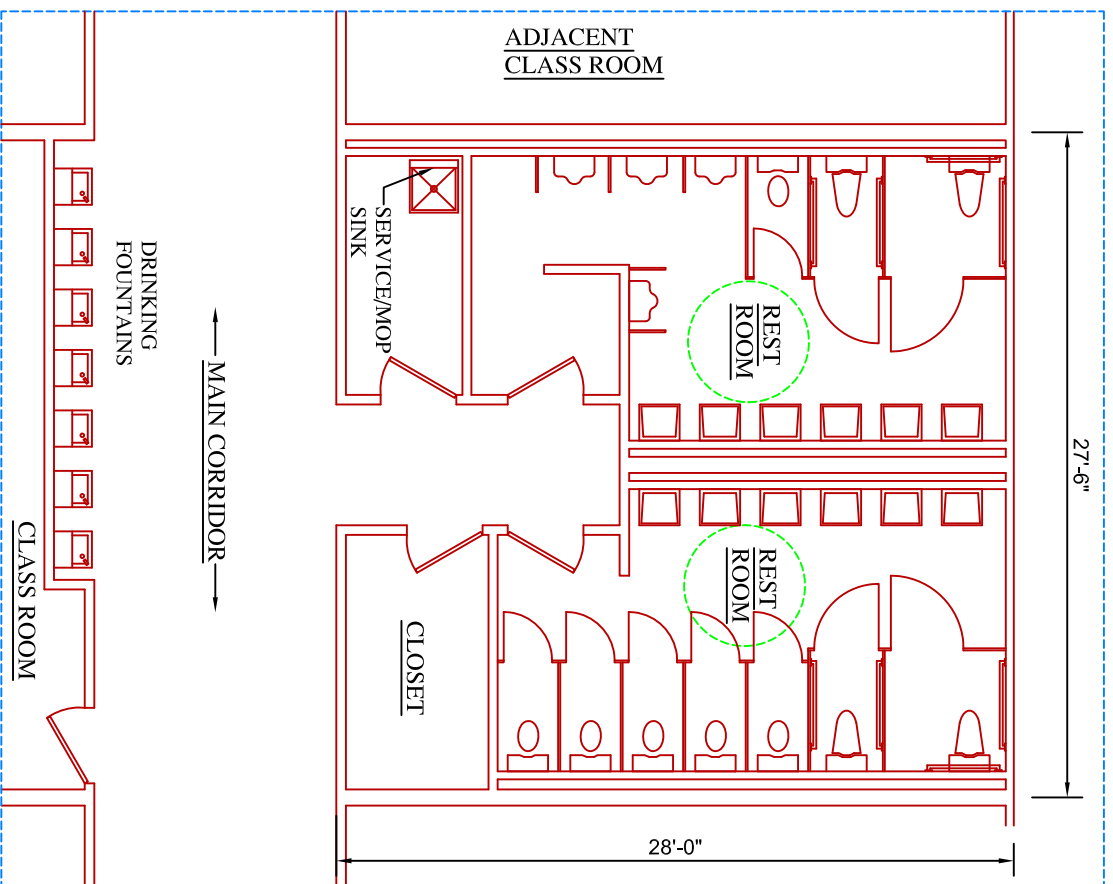 ADJACENT
CLASS ROOM
SERVICE/MOP
SINK
DRINKING
FOUNTAINS
REST
ROOM
MAIN CORRIDOR
27'-6"
REST
ROOM
CLASS ROOM
CLOSET
28'-0"